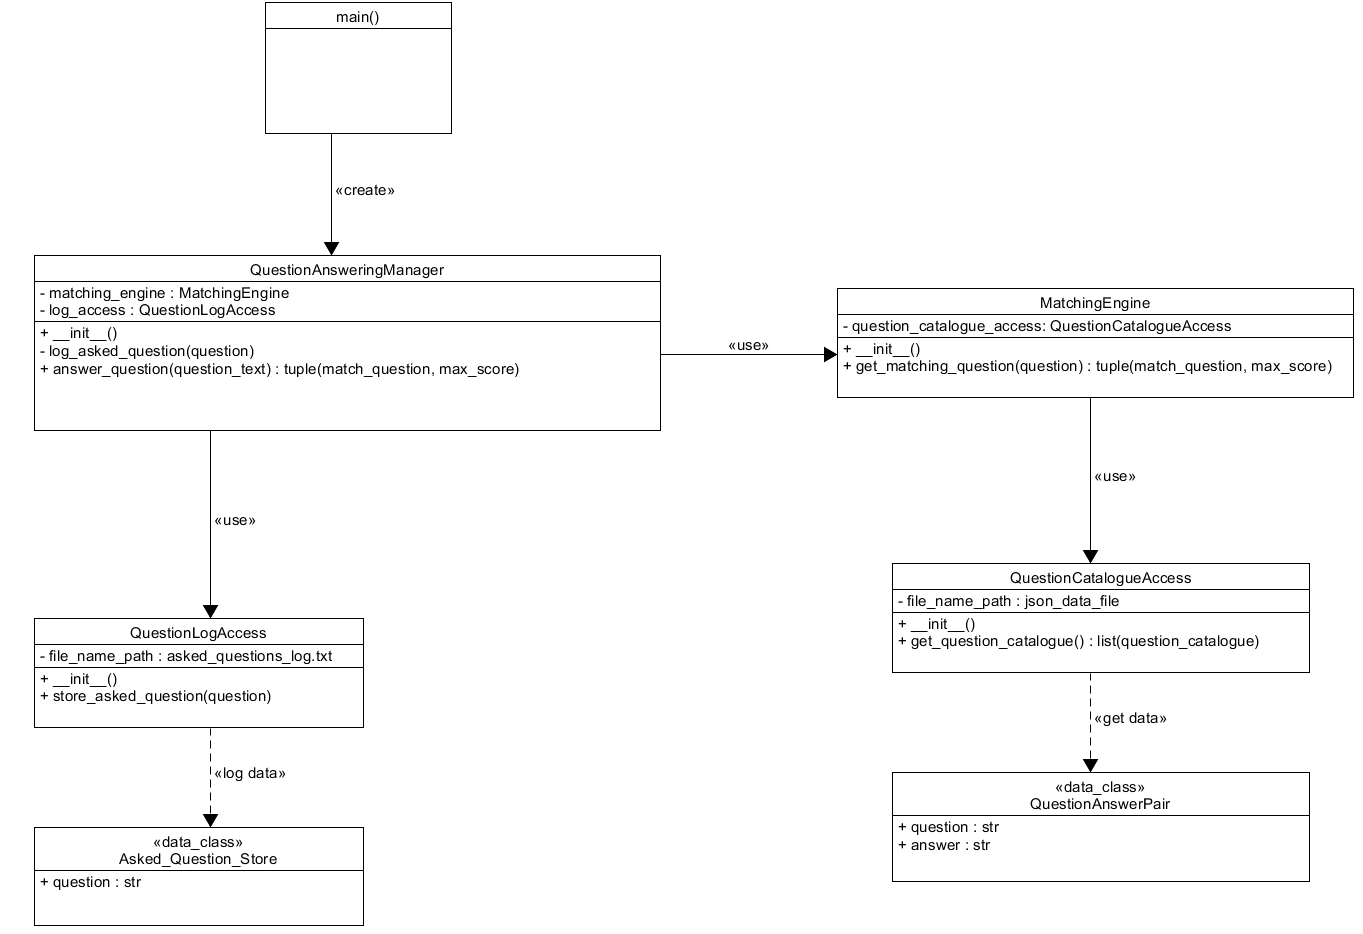 main()
«create»
QuestionAnsweringManager
- matching_engine : MatchingEngine
- log_access : QuestionLogAccess
+ __init__()
- log_asked_question(question)
+ answer_question(question_text) : tuple(match_question, max_score)
«use»
MatchingEngine
- question_catalogue_access: QuestionCatalogueAccess
+ __init__()
+ get_matching_question(question) : tuple(match_question, max_score)
«use»
«use»
QuestionCatalogueAccess
- file_name_path : json_data_file
+ __init__()
+ get_question_catalogue() : list(question_catalogue)
QuestionLogAccess
- file_name_path : asked_questions_log.txt
+ __init__()
+ store_asked_question(question)
«get data»
«log data»
«data_class»
QuestionAnswerPair
+ question : str
+ answer : str
«data_class»
Asked_Question_Store
+ question : str